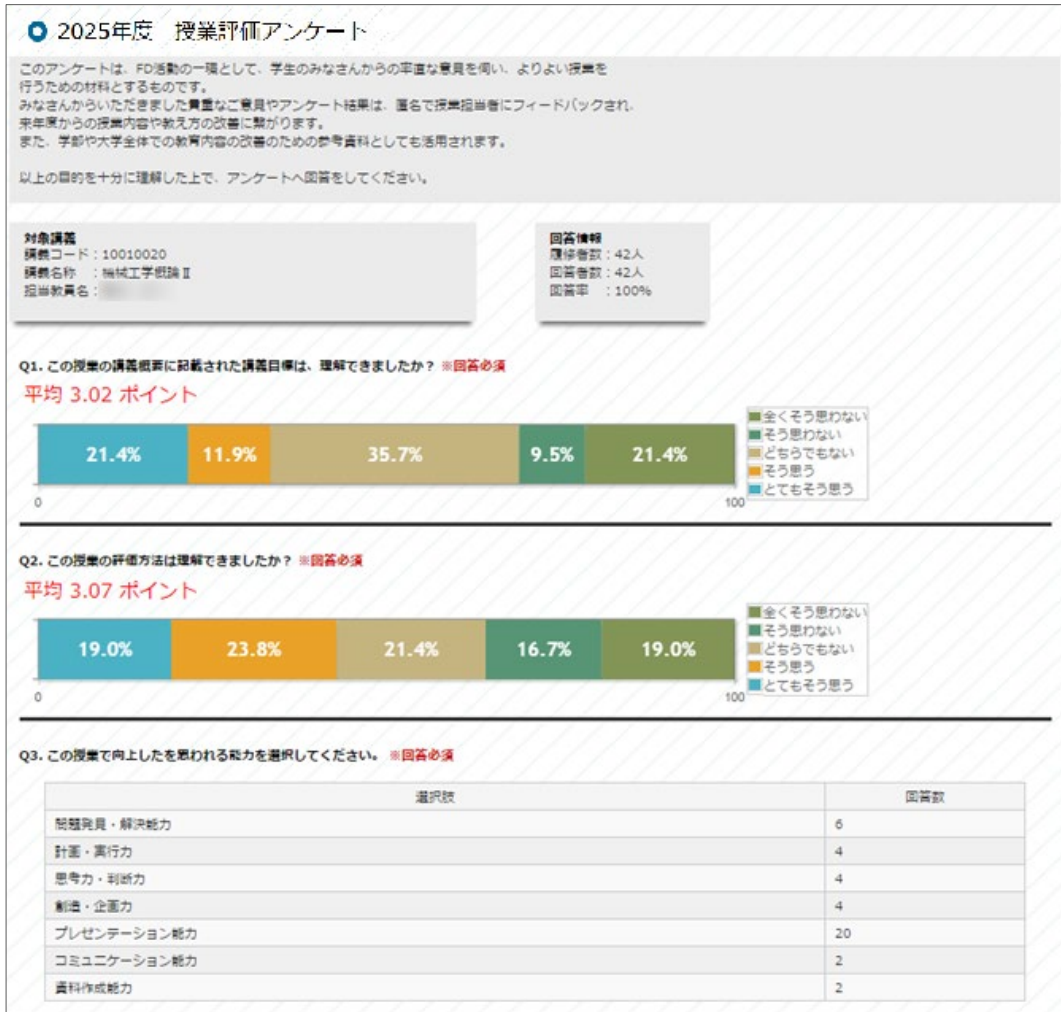 2025年度　授業評価アンケート
このアンケートは、FD活動の一環として、学生のみなさんからの率直な意見を伺い、よりよい授業を
行うための材料とするものです。
みなさんからいただきました貴重なご意見やアンケート結果は、匿名で授業担当者にフィードバックされ、
来年度からの授業内容や教え方の改善に繋がります。
また、学部や大学全体での教育内容の改善のための参考資料としても活用されます。
以上の目的を十分に理解した上で、アンケートへ回答をしてください。
対象講義
講義コード：10010020
講義名称　：機械工学概論Ⅱ
担当教員名：
回答情報
履修者数：42人
回答者数：42人
回答率　：100%
Q1. この授業の講義概要に記載された講義目標は、理解できましたか？ ※回答必須
平均 3.02 ポイント
21.4% 11.9% 35.7% 9.5% 21.4%
0 100
全くそう思わない
そう思わない
どちらでもない
そう思う
とてもそう思う
Q2. この授業の評価方法は理解できましたか？ ※回答必須
平均 3.07 ポイント
19.0% 23.8% 21.4% 16.7% 19.0%
0 100
全くそう思わない
そう思わない
どちらでもない
そう思う
とてもそう思う
Q3. この授業で向上したを思われる能力を選択してください。 ※回答必須
選択肢 回答数
問題発見・解決能力 6
計画・実行力 4
思考力・判断力 4
創造・企画力 4
プレゼンテーション能力 20
コミュニケーション能力 2
資料作成能力 2